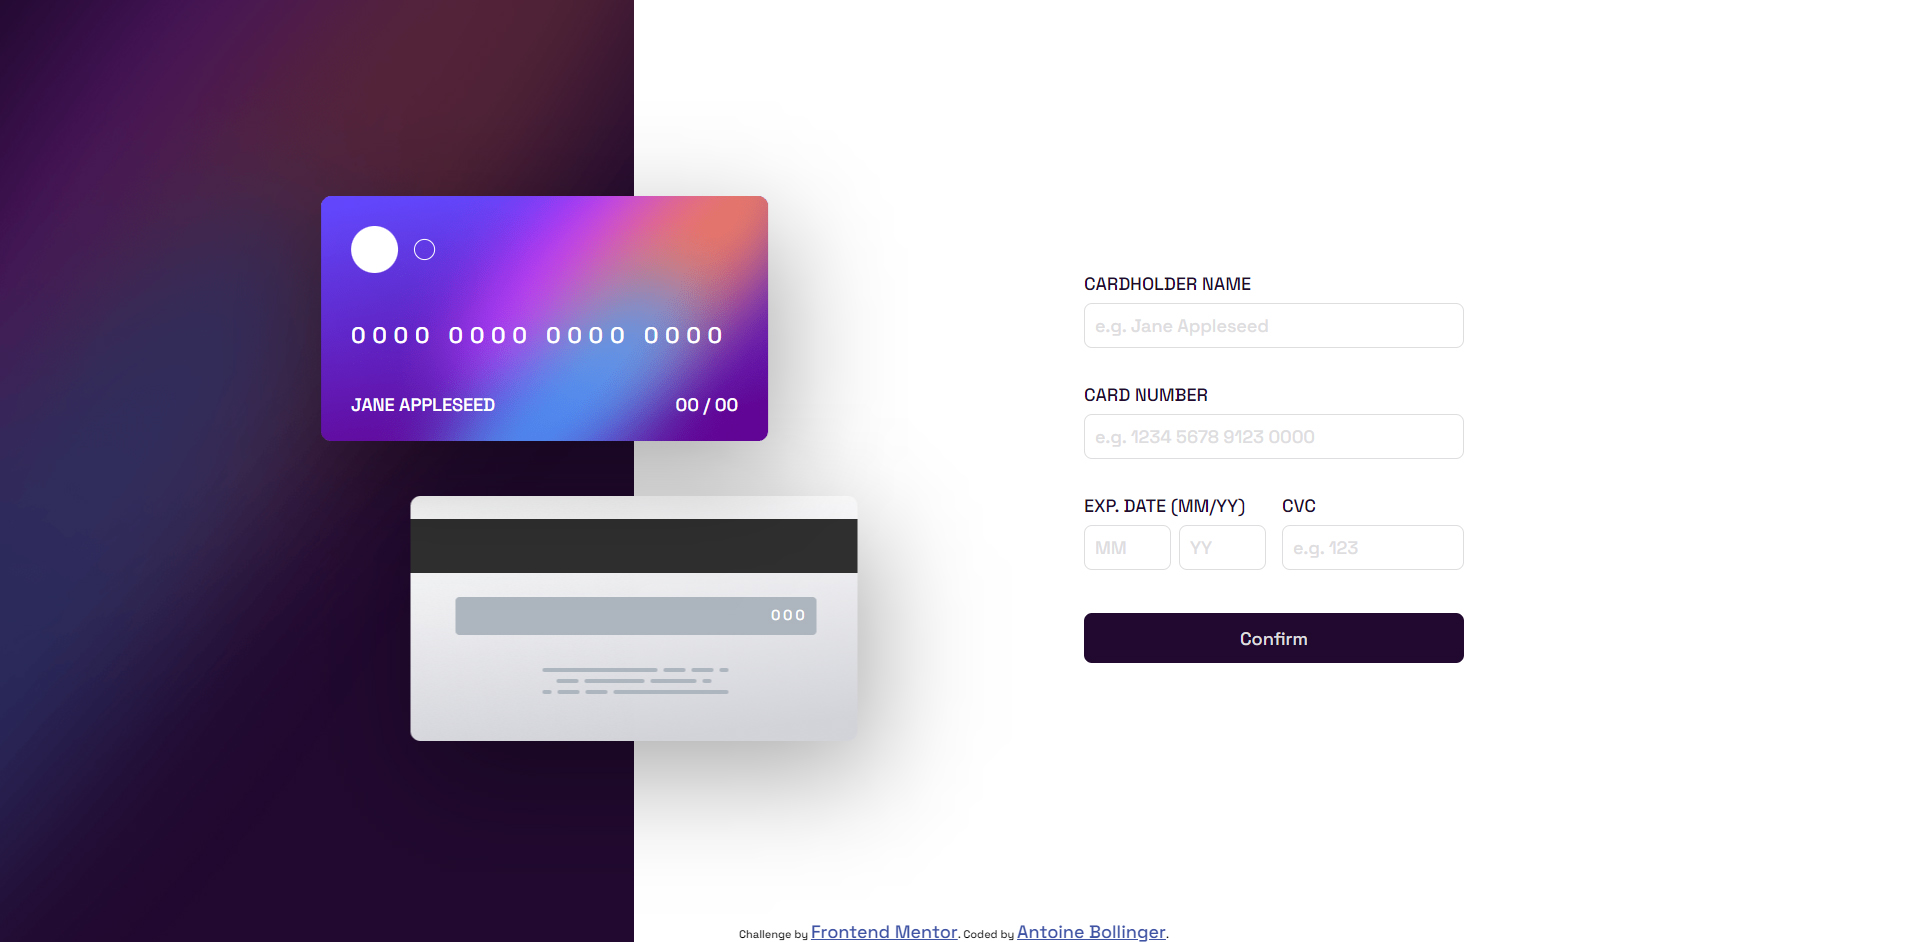 0000 0000 0000 0000
JANE APPLESEED 00 / 00
000
CARDHOLDER NAME
e.g. Jane Appleseed
CARD NUMBER
e.g. 1234 5678 9123 0000
EXP. DATE (MM/YY) CVC
MM YY e.g. 123
Confirm
Challenge by Frontend Mentor. Coded by Antoine Bollinger.